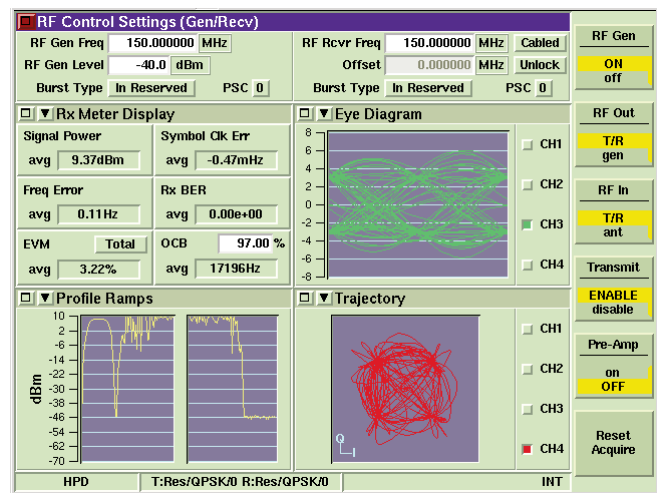 RF Control Settings (Gen/Recv)
RF Gen Freq 150.000000 MHz
RF Gen Level -40.0 dBm
Burst Type In Reserved PSC 0
RF Rcvr Freq 150.000000 MHz Cabled
Offset 0.000000 MHz Unlock
Burst Type In Reserved PSC 0
Rx Meter Display
Signal Power
avg 9.37dBm
Symbol Clk Err
avg -0.47mHz
Freq Error
avg 0.11Hz
Rx BER
avg 0.00e+00
EVM Total
avg 3.22%
OCB 97.00 %
avg 17196Hz
Eye Diagram
8
6
4
2
0
-2
-4
-6
-8
CH1
CH2
CH3
CH4
Profile Ramps
dBm
10
2
-6
-14
-22
-30
-38
-46
-54
-62
-70
Trajectory
Q
I
CH1
CH2
CH3
CH4
RF Gen
ON
off
RF Out
T/R
gen
RF In
T/R
ant
Transmit
ENABLE
disable
Pre-Amp
on
OFF
Reset
Acquire
HPD T:Res/QPSK/0 R:Res/QPSK/0 INT